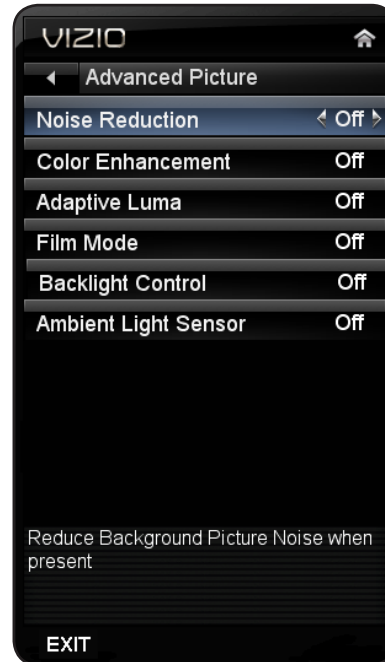 VIZIO
Advanced Picture
Noise Reduction Off
Color Enhancement Off
Adaptive Luma Off
Film Mode Off
Backlight Control Off
Ambient Light Sensor Off
Reduce Background Picture Noise when
present
EXIT